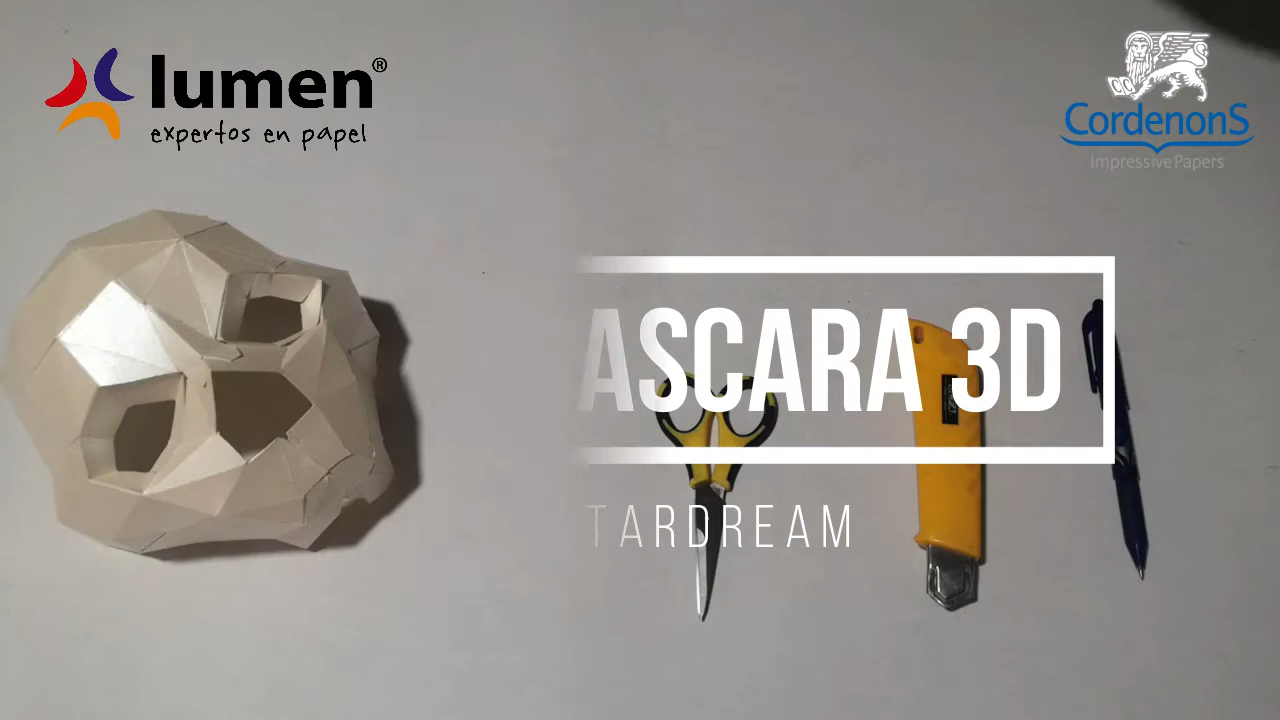 lumen®
expertos en papel
CordenonS
Impressive Papers
ASCARA 3D
TARDREAM